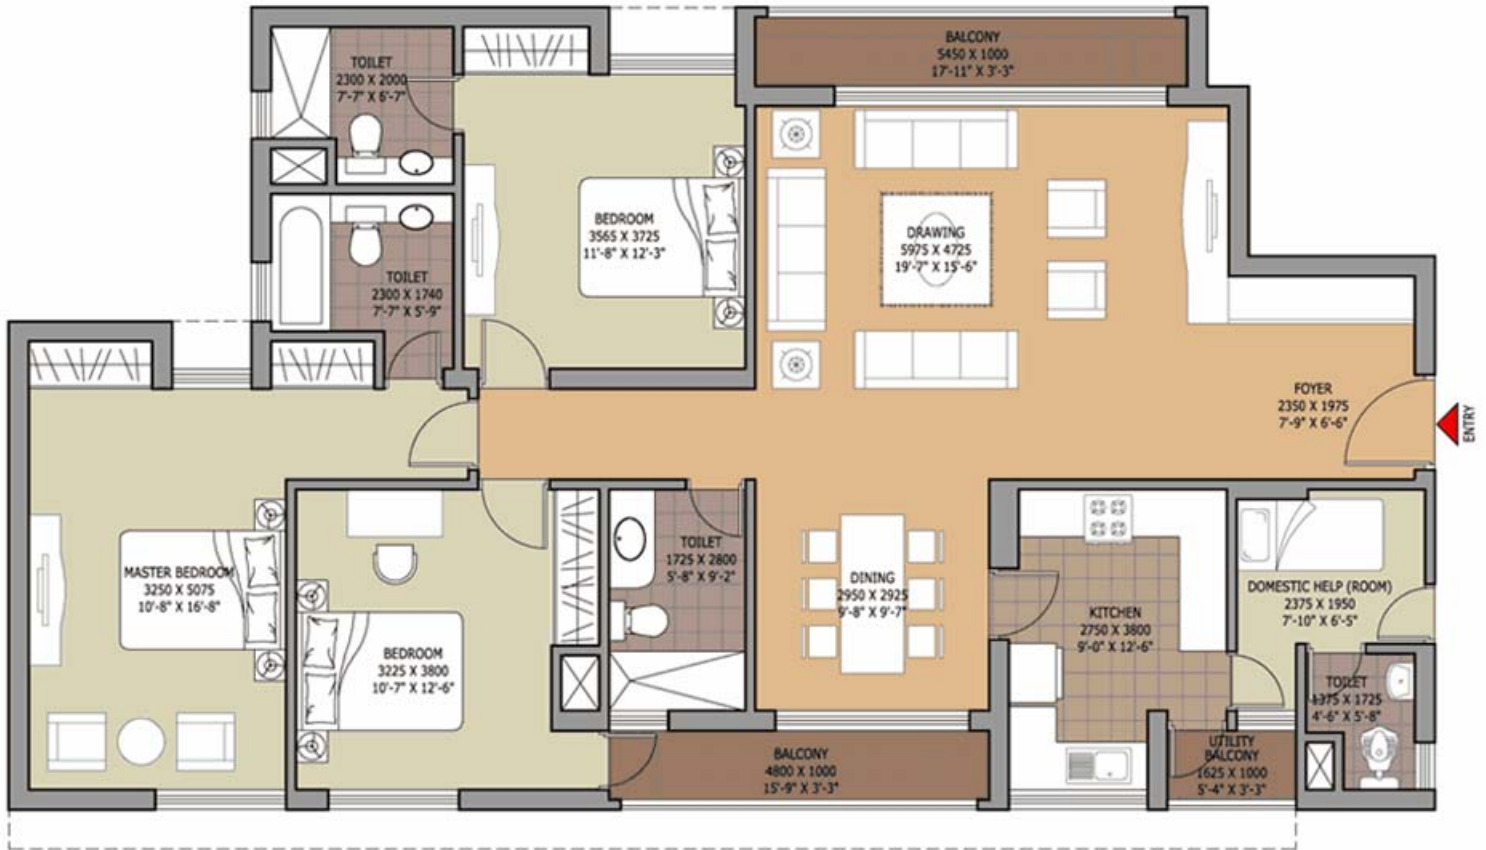 BALCONY
5450 X 1000
17'-11" X 3'-3"
TOILET
2300 X 2000
7'-7" X 6'-7"
BEDROOM
3565 X 3725
11'-8" X 12'-3"
DRAWING
5975 X 4725
19'-7" X 15'-6"
TOILET
2300 X 1740
7'-7" X 5'-9"
FOYER
2350 X 1975
7'-9" X 6'-6"
ENTRY
MASTER BEDROOM
3250 X 5075
10'-8" X 16'-8"
BEDROOM
3225 X 3800
10'-7" X 12'-6"
TOILET
1725 X 2800
5'-8" X 9'-2"
DINING
2950 X 2925
9'-8" X 9'-7"
KITCHEN
2750 X 3800
9'-0" X 12'-6"
DOMESTIC HELP (ROOM)
2375 X 1950
7'-10" X 6'-5"
TOILET
1375 X 1725
4'-6" X 5'-8"
BALCONY
4800 X 1000
15'-9" X 3'-3"
UTILITY
BALCONY
1625 X 1000
5'-4" X 3'-3"